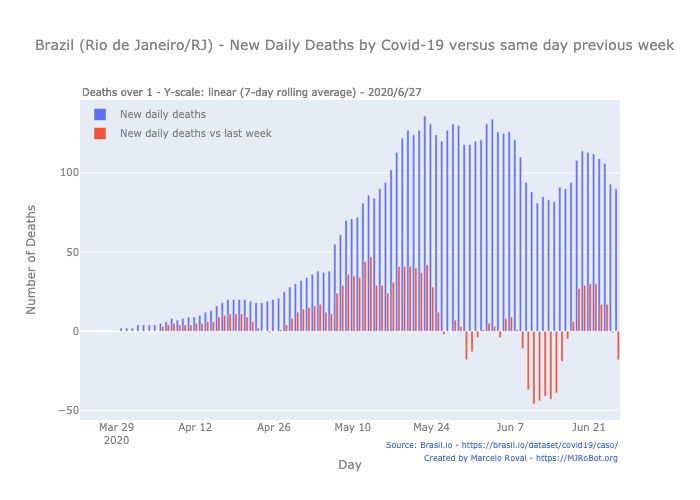 Brazil (Rio de Janeiro/RJ) - New Daily Deaths by Covid-19 versus same day previous week
Deaths over 1 - Y-scale: linear (7-day rolling average) - 2020/6/27
New daily deaths
New daily deaths vs last week
Number of Deaths
100
50
0
−50
Mar 29 Apr 12 Apr 26 May 10 May 24 Jun 7 Jun 21
2020
Source: Brasil.io - https://brasil.io/dataset/covid19/caso/
Created by Marcelo Rovai - https://MJRoBot.org
Day